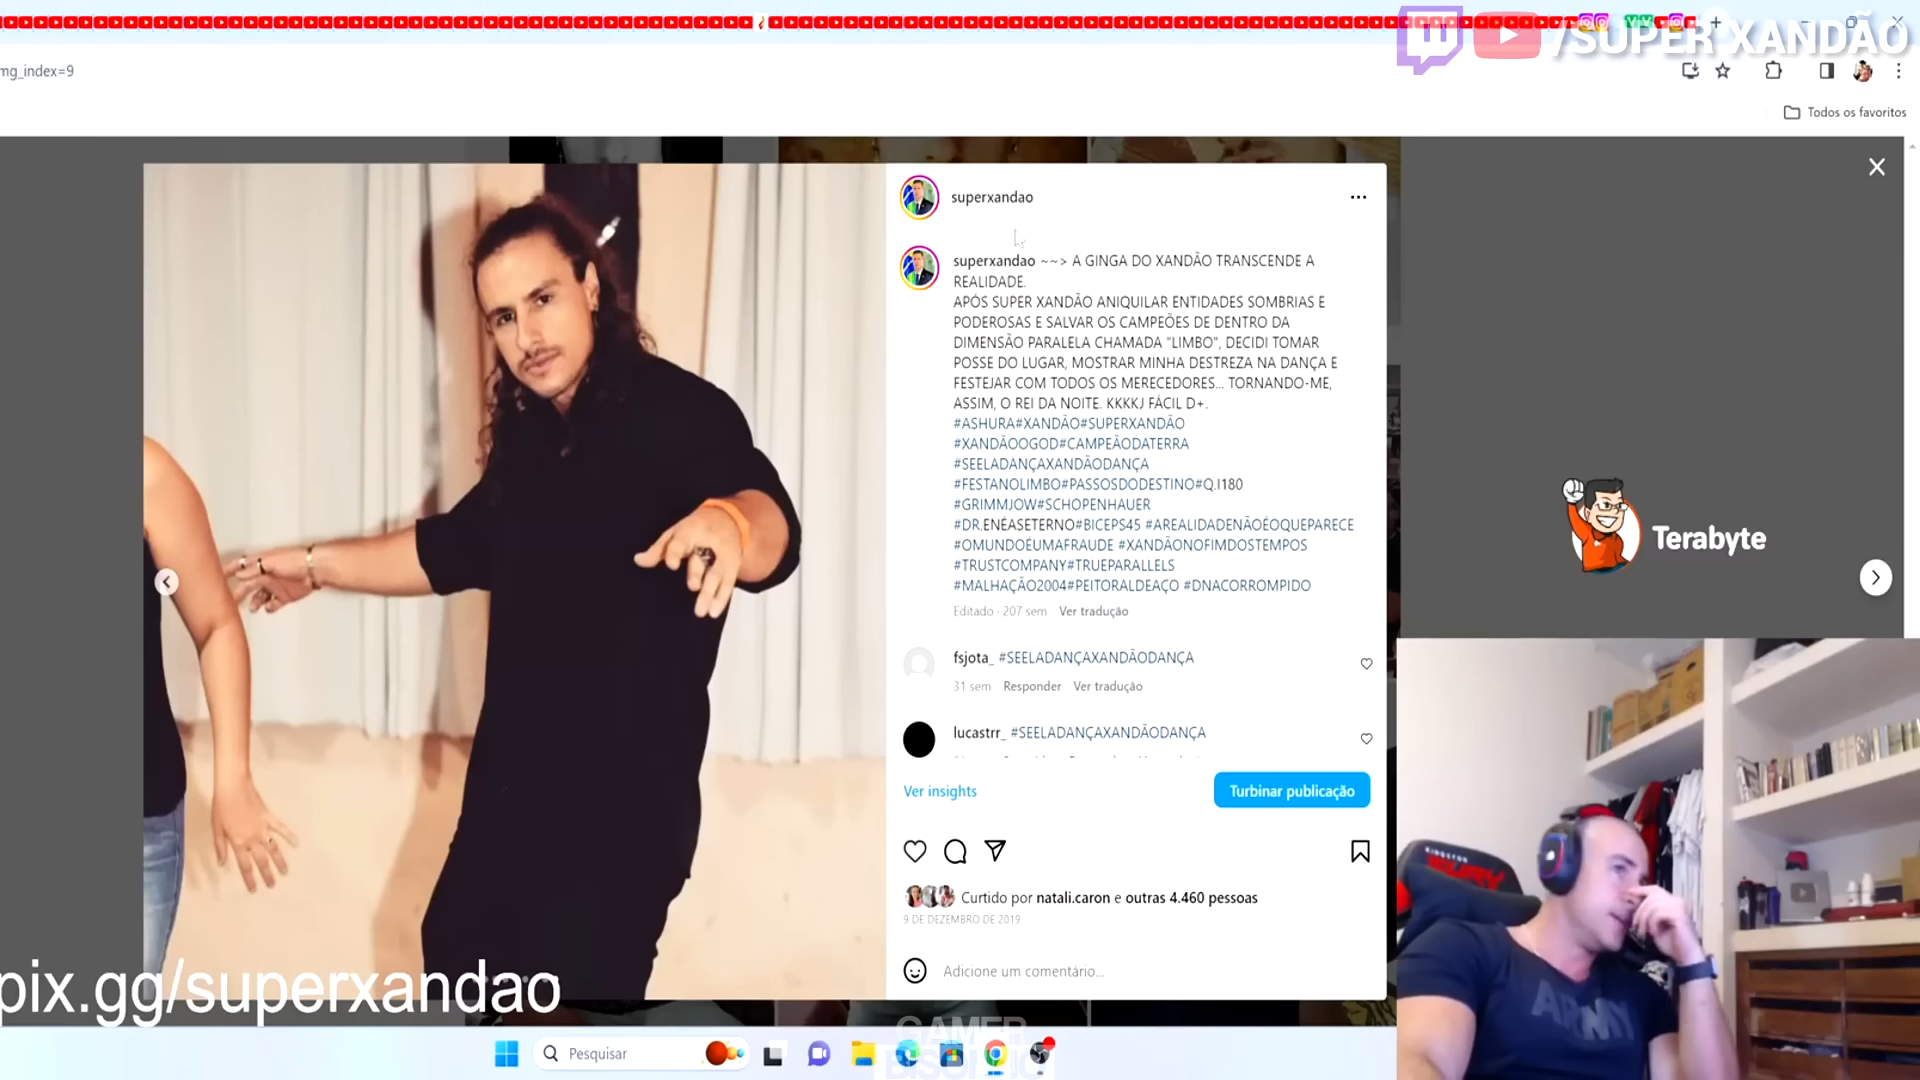 /SUPER XANDÃO
mg_index=9
Todos os favoritos
superxandao
superxandao ~~> A GINGA DO XANDÃO TRANSCENDE A
REALIDADE.
APÓS SUPER XANDÃO ANIQUILAR ENTIDADES SOMBRIAS E
PODEROSAS E SALVAR OS CAMPEÕES DE DENTRO DA
DIMENSÃO PARALELA CHAMADA "LIMBO", DECIDI TOMAR
POSSE DO LUGAR, MOSTRAR MINHA DESTREZA NA DANÇA E
FESTEJAR COM TODOS OS MERECEDORES... TORNANDO-ME,
ASSIM, O REI DA NOITE. KKKKJ FÁCIL D+.
#ASHURA#XANDÃO#SUPERXANDÃO
#XANDÃOOGOD#CAMPEÃODATERRA
#SEELADANÇAXANDÃODANÇA
#FESTANOLIMBO#PASSOSDODESTINO#Q.I180
#GRIMMJOW#SCHOPENHAUER
#DR.ENÉASETERNO#BICEPS45 #AREALIDADENÃOÉOQUEPARECE
#OMUNDOÉUMAFRAUDE #XANDÃONOFIMDOSTEMPOS
#TRUSTCOMPANY#TRUEPARALLELS
#MALHAÇÃO2004#PEITORALDEAÇO #DNACORROMPIDO
Editado · 207 sem Ver tradução
fsjota_ #SEELADANÇAXANDÃODANÇA
31 sem Responder Ver tradução
lucastrr_ #SEELADANÇAXANDÃODANÇA
Ver insights
Turbinar publicação
Curtido por natali.caron e outras 4.460 pessoas
9 DE DEZEMBRO DE 2019
Adicione um comentário...
Terabyte
pix.gg/superxandao
Pesquisar
GAMER
FURY
ARMY